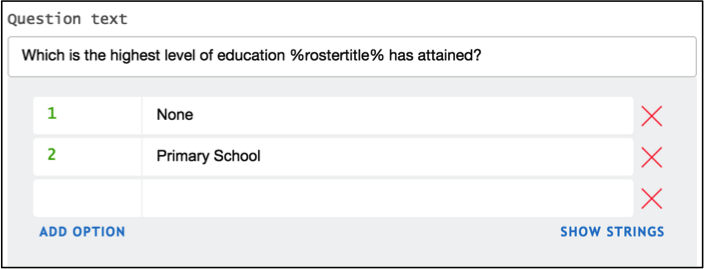 Question text
Which is the highest level of education %rostertitle% has attained?
1 None
2 Primary School
ADD OPTION SHOW STRINGS